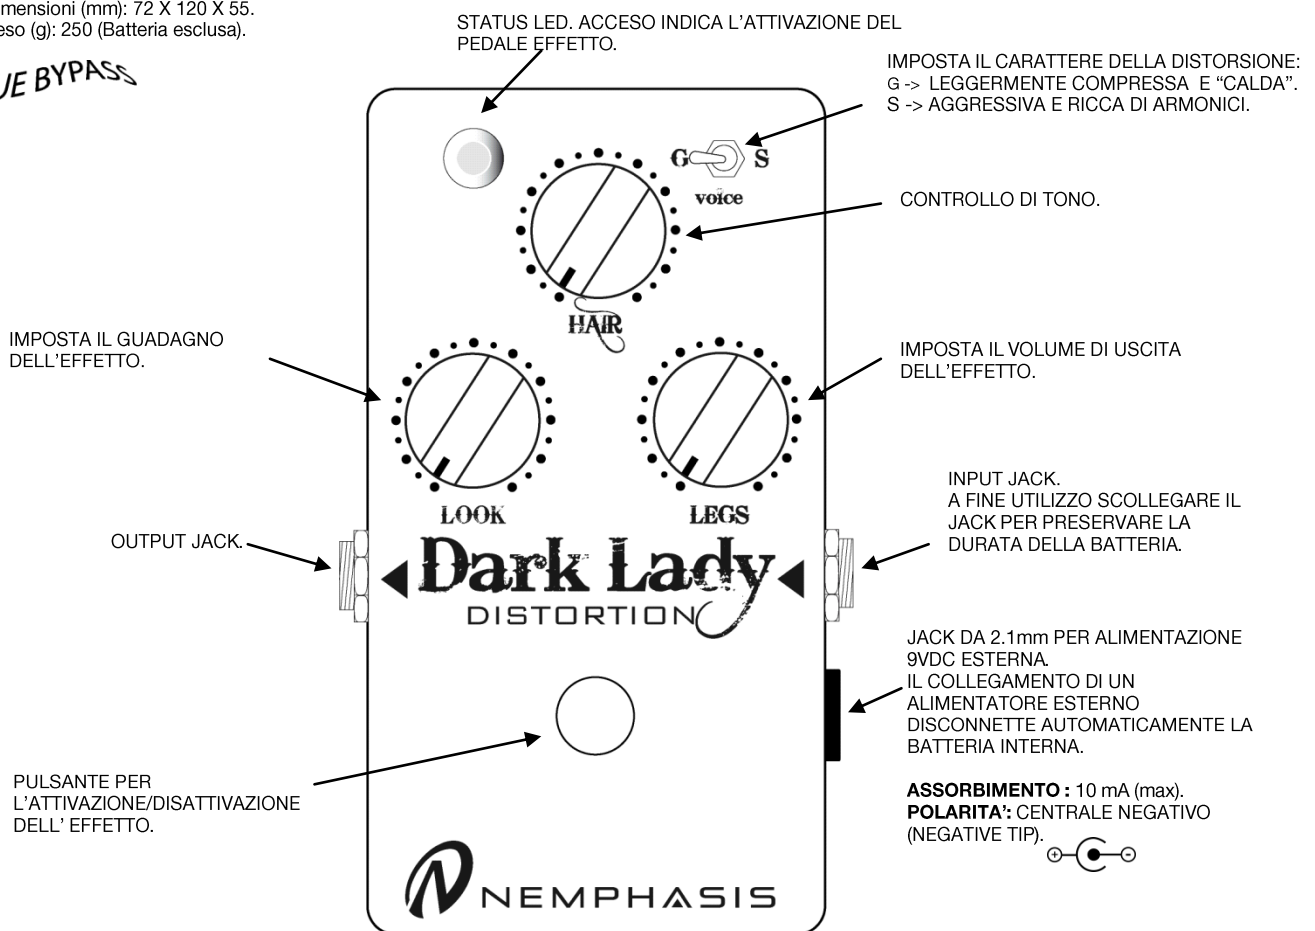 mensioni (mm): 72 X 120 X 55.
eso (g): 250 (Batteria esclusa).
UE BYPASS
STATUS LED. ACCESO INDICA L'ATTIVAZIONE DEL
PEDALE EFFETTO.
IMPOSTA IL CARATTERE DELLA DISTORSIONE:
G -> LEGGERMENTE COMPRESSA E “CALDA”.
S -> AGGRESSIVA E RICCA DI ARMONICI.
G S
voice
CONTROLLO DI TONO.
HAIR
IMPOSTA IL GUADAGNO
DELL'EFFETTO.
IMPOSTA IL VOLUME DI USCITA
DELL'EFFETTO.
LOOK
LEGS
INPUT JACK.
A FINE UTILIZZO SCOLLEGARE IL
JACK PER PRESERVARE LA
DURATA DELLA BATTERIA.
OUTPUT JACK.
Dark Lady
DISTORTION
JACK DA 2.1mm PER ALIMENTAZIONE
9VDC ESTERNA.
IL COLLEGAMENTO DI UN
ALIMENTATORE ESTERNO
DISCONNETTE AUTOMATICAMENTE LA
BATTERIA INTERNA.
PULSANTE PER
L'ATTIVAZIONE/DISATTIVAZIONE
DELL' EFFETTO.
ASSORBIMENTO : 10 mA (max).
POLARITA': CENTRALE NEGATIVO
(NEGATIVE TIP).
NEMPHASIS